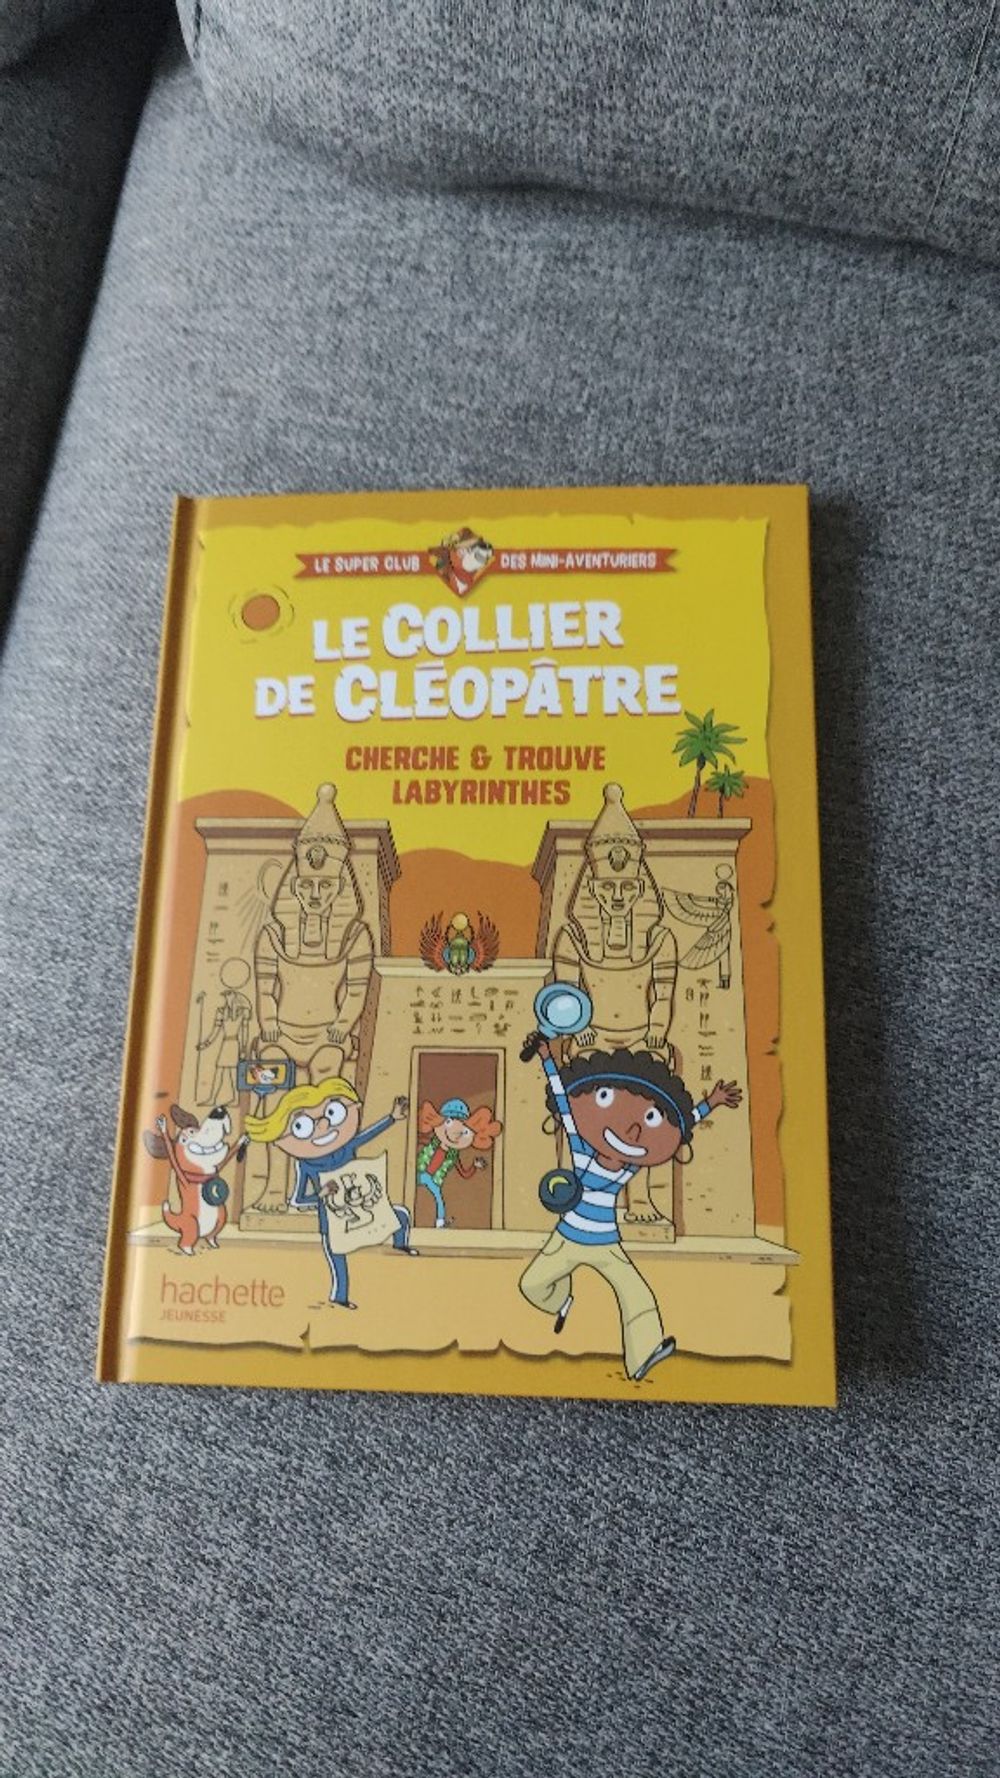 LE SUPER CLUB DES MINI-AVENTURIERS
LE COLLIER
DE CLÉOPÂTRE
CHERCHE & TROUVE
LABYRINTHES
hachette
JEUNESSE